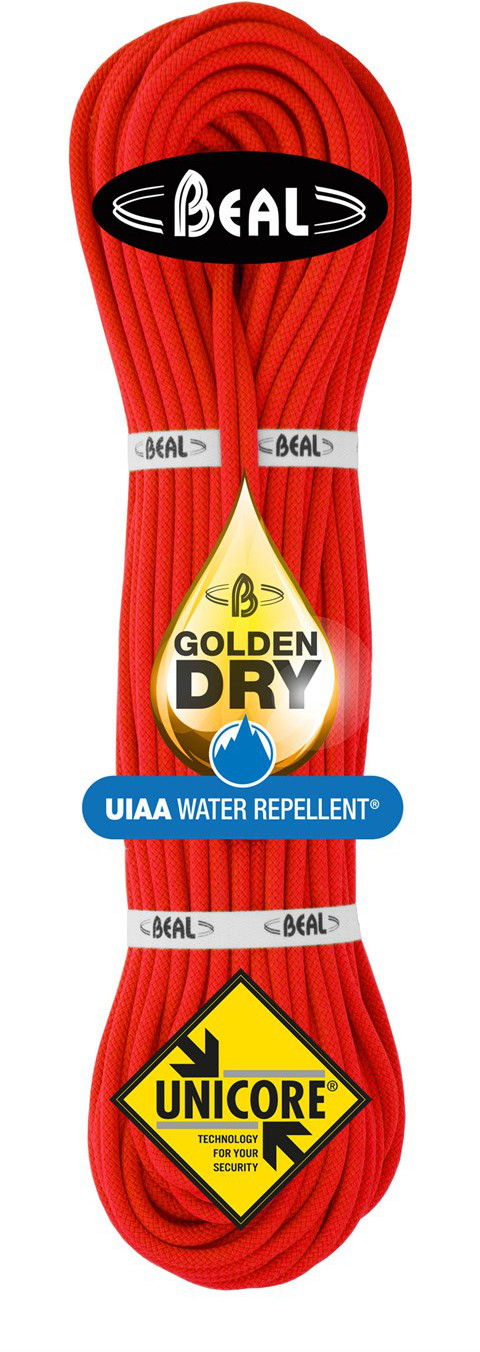 BEAL
BEAL BEAL
B
GOLDEN
DRY
UIAA WATER REPELLENT®
BEAL BEAL
UNICORE®
TECHNOLOGY
FOR YOUR
SECURITY